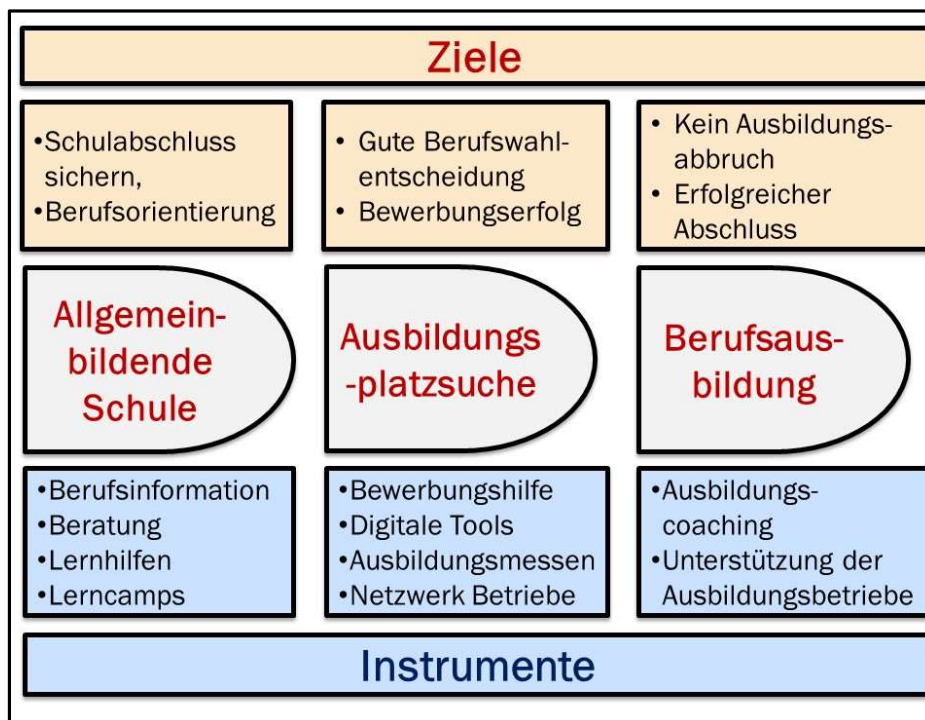 Ziele
•Schulabschluss
sichern,
•Berufsorientierung
• Gute Berufswahl-
entscheidung
• Bewerbungserfolg
• Kein Ausbildungs-
abbruch
• Erfolgreicher
Abschluss
Allgemein-
bildende
Schule
Ausbildungs
-platzsuche
Berufsaus-
bildung
•Berufsinformation
•Beratung
•Lernhilfen
•Lerncamps
•Bewerbungshilfe
•Digitale Tools
•Ausbildungsmessen
•Netzwerk Betriebe
•Ausbildungs-
coaching
•Unterstützung der
Ausbildungsbetriebe
Instrumente